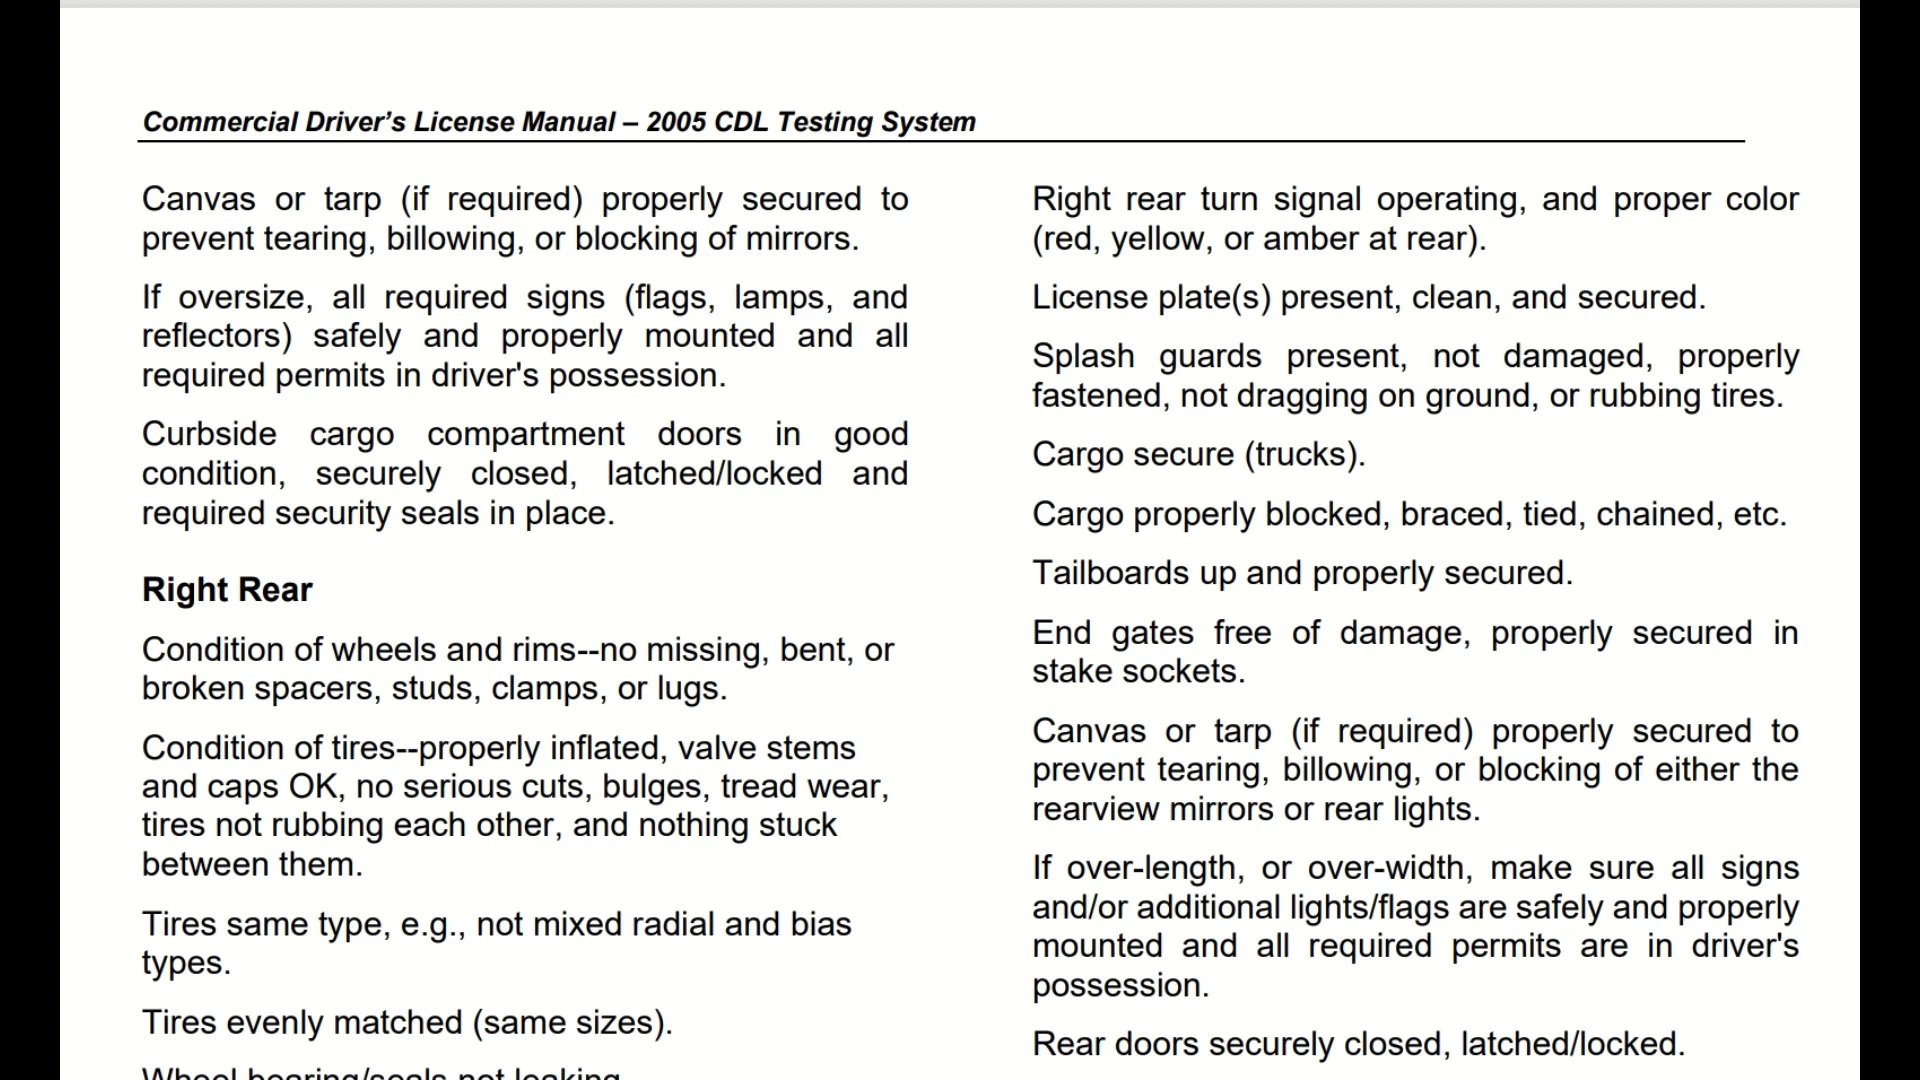 Commercial Driver’s License Manual – 2005 CDL Testing System
Canvas or tarp (if required) properly secured to
prevent tearing, billowing, or blocking of mirrors.
If oversize, all required signs (flags, lamps, and
reflectors) safely and properly mounted and all
required permits in driver's possession.
Curbside cargo compartment doors in good
condition, securely closed, latched/locked and
required security seals in place.
Right Rear
Condition of wheels and rims--no missing, bent, or
broken spacers, studs, clamps, or lugs.
Condition of tires--properly inflated, valve stems
and caps OK, no serious cuts, bulges, tread wear,
tires not rubbing each other, and nothing stuck
between them.
Tires same type, e.g., not mixed radial and bias
types.
Tires evenly matched (same sizes).
Wheel bearing/seals not leaking.
Right rear turn signal operating, and proper color
(red, yellow, or amber at rear).
License plate(s) present, clean, and secured.
Splash guards present, not damaged, properly
fastened, not dragging on ground, or rubbing tires.
Cargo secure (trucks).
Cargo properly blocked, braced, tied, chained, etc.
Tailboards up and properly secured.
End gates free of damage, properly secured in
stake sockets.
Canvas or tarp (if required) properly secured to
prevent tearing, billowing, or blocking of either the
rearview mirrors or rear lights.
If over-length, or over-width, make sure all signs
and/or additional lights/flags are safely and properly
mounted and all required permits are in driver's
possession.
Rear doors securely closed, latched/locked.